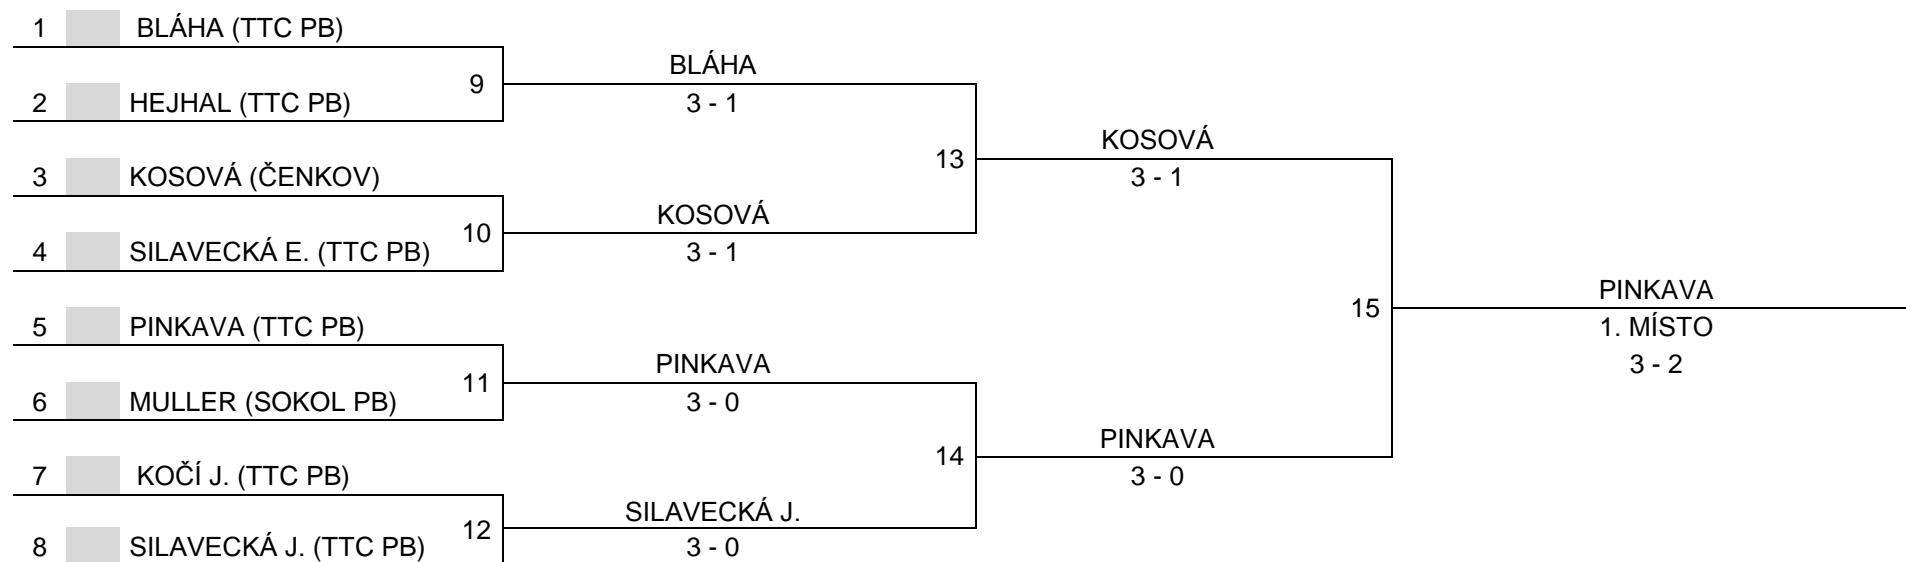 1 BLÁHA (TTC PB)
9 BLÁHA
2 HEJHAL (TTC PB) 3 - 1
13 KOSOVÁ
3 KOSOVÁ (ČENKOV) 3 - 1
10 KOSOVÁ
4 SILAVECKÁ E. (TTC PB) 3 - 1
15 PINKAVA
5 PINKAVA (TTC PB) 1. MÍSTO
11 PINKAVA 3 - 2
6 MULLER (SOKOL PB) 3 - 0
14 PINKAVA
7 KOČÍ J. (TTC PB) 3 - 0
12 SILAVECKÁ J.
8 SILAVECKÁ J. (TTC PB) 3 - 0